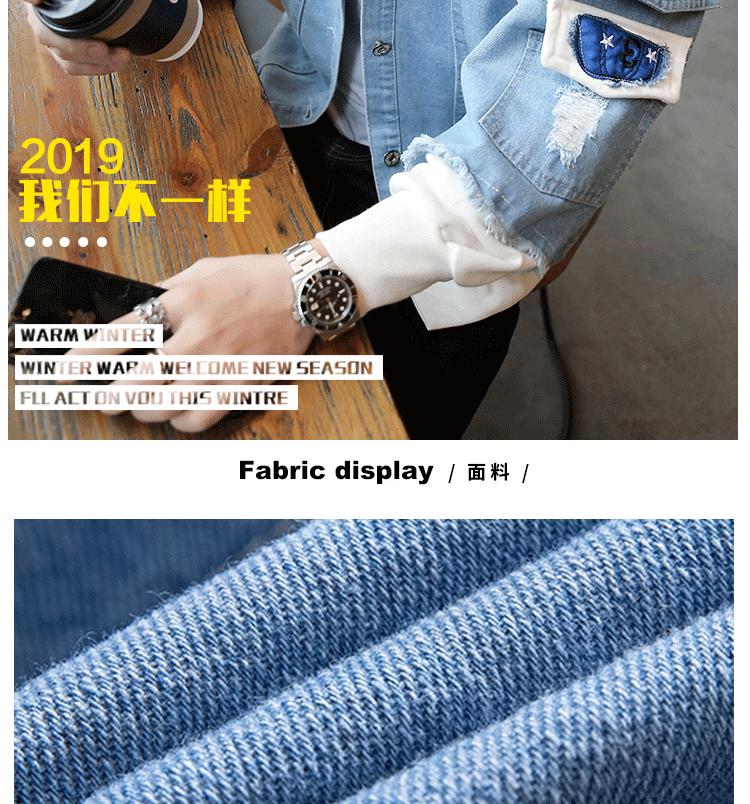 2019
我们不一样
WARM WINTER
WINTER WARM WELCOME NEW SEASON
FLL ACT ON VOU THIS WINTRE
Fabric display / 面料 /